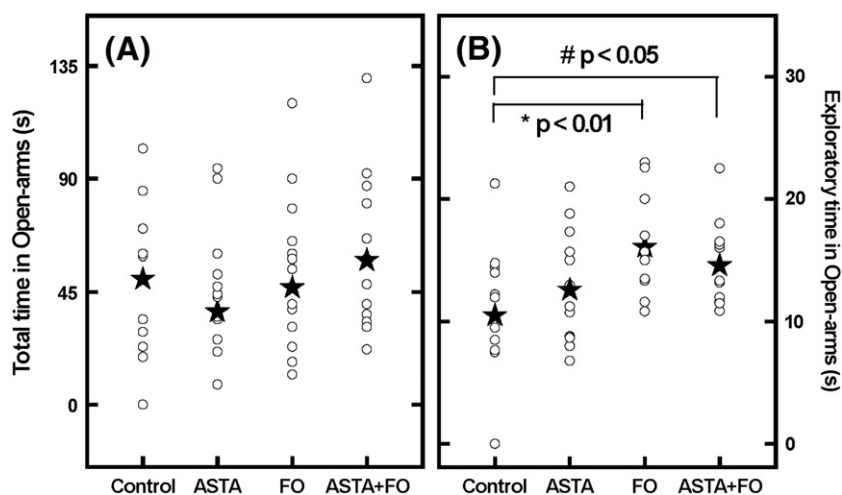 (A)
Total time in Open-arms (s)
135
90
45
0
Control ASTA FO ASTA+FO
(B)
# p < 0.05
* p < 0.01
30
20
10
0
Exploratory time in Open-arms (s)
Control ASTA FO ASTA+FO